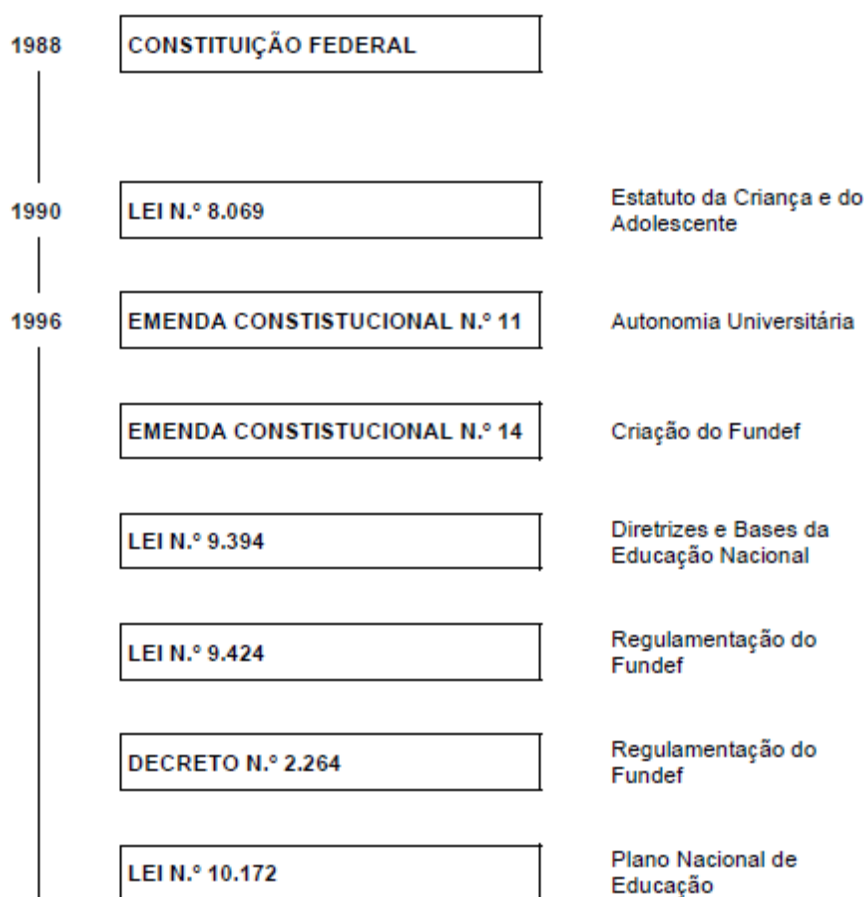 1988 CONSTITUIÇÃO FEDERAL
1990 LEI N.º 8.069 Estatuto da Criança e do
Adolescente
1996 EMENDA CONSTISTUCIONAL N.º 11 Autonomia Universitária
EMENDA CONSTISTUCIONAL N.º 14 Criação do Fundef
LEI N.º 9.394 Diretrizes e Bases da
Educação Nacional
LEI N.º 9.424 Regulamentação do
Fundef
DECRETO N.º 2.264 Regulamentação do
Fundef
LEI N.º 10.172 Plano Nacional de
Educação